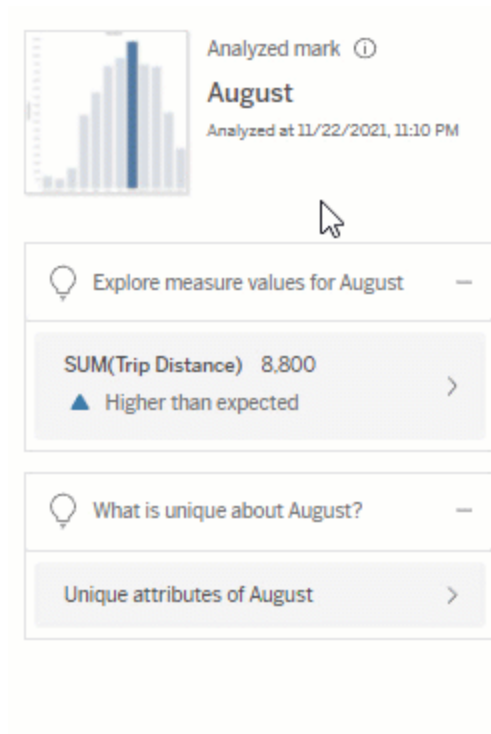 Analyzed mark
August
Analyzed at 11/22/2021, 11:10 PM
Explore measure values for August
SUM(Trip Distance) 8,800
Higher than expected
What is unique about August?
Unique attributes of August